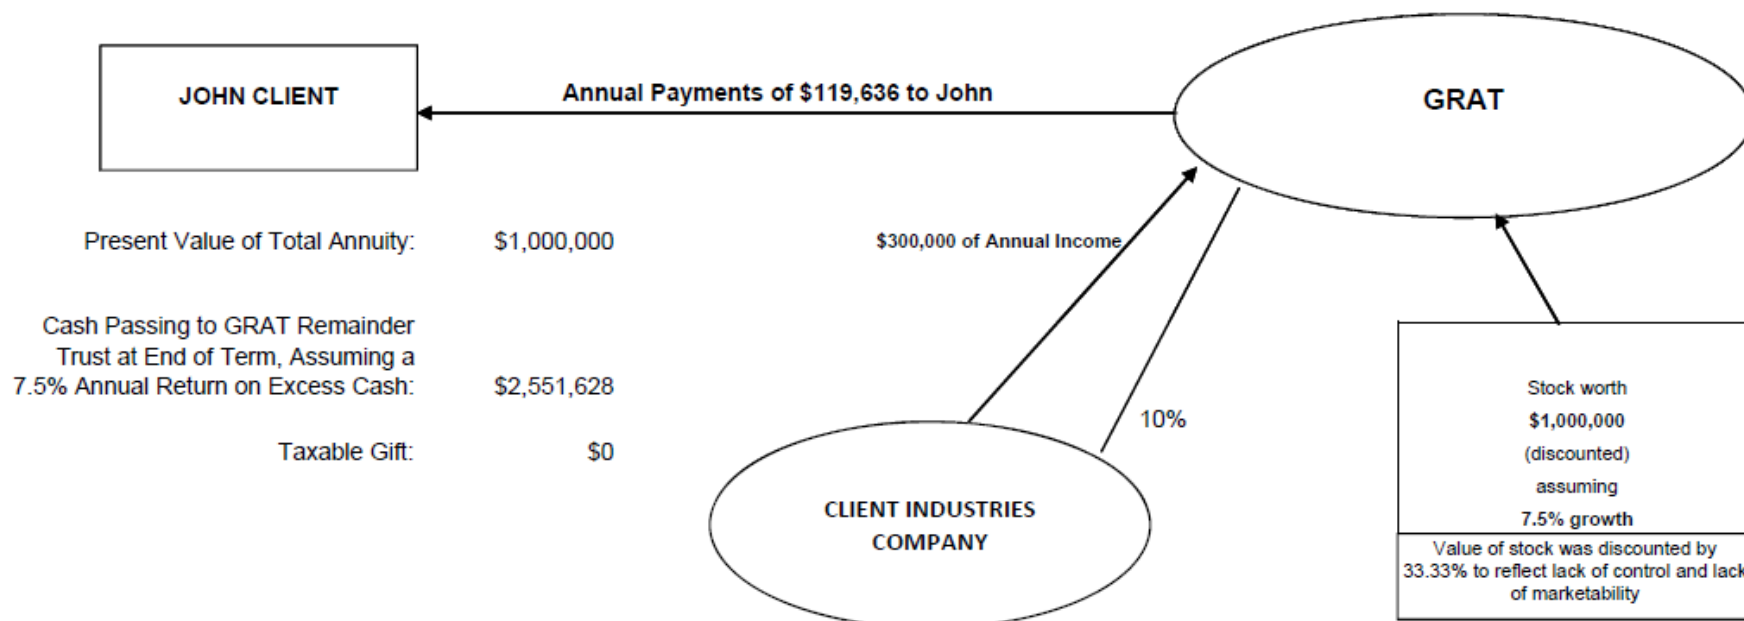 JOHN CLIENT
Annual Payments of $119,636 to John
GRAT
Present Value of Total Annuity: $1,000,000
$300,000 of Annual Income
Cash Passing to GRAT Remainder
Trust at End of Term, Assuming a
7.5% Annual Return on Excess Cash: $2,551,628
Taxable Gift: $0
10%
CLIENT INDUSTRIES
COMPANY
Stock worth
$1,000,000
(discounted)
assuming
7.5% growth
Value of stock was discounted by
33.33% to reflect lack of control and lack
of marketability